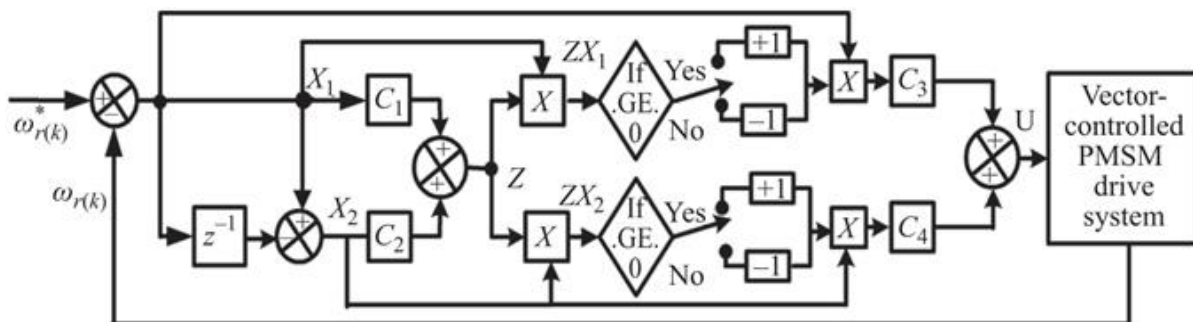 ω*r(k)
ωr(k)
+
−
X1
C1
z−1
−
+
X2
C2
+
+
Z
X
ZX1
If
.GE.
0
Yes
No
+1
−1
X
C3
X
ZX2
If
.GE.
0
Yes
No
+1
−1
X
C4
+
+
U
Vector-
controlled
PMSM
drive
system